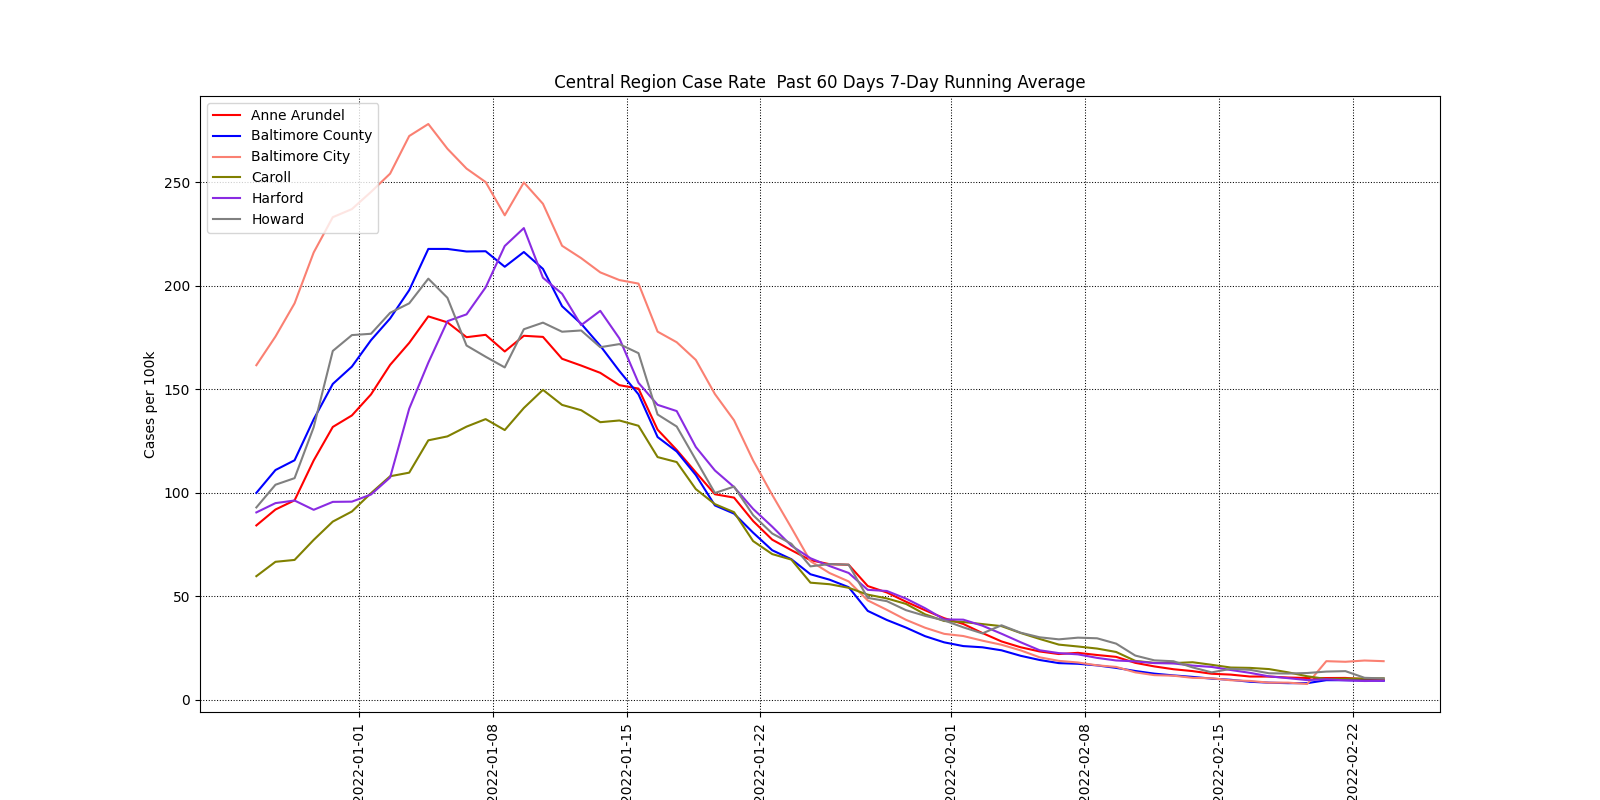 Central Region Case Rate  Past 60 Days 7-Day Running Average
Anne Arundel
Baltimore County
Baltimore City
Caroll
Harford
Howard
Cases per 100k
250
200
150
100
50
0
2022-01-01
2022-01-08
2022-01-15
2022-01-22
2022-02-01
2022-02-08
2022-02-15
2022-02-22